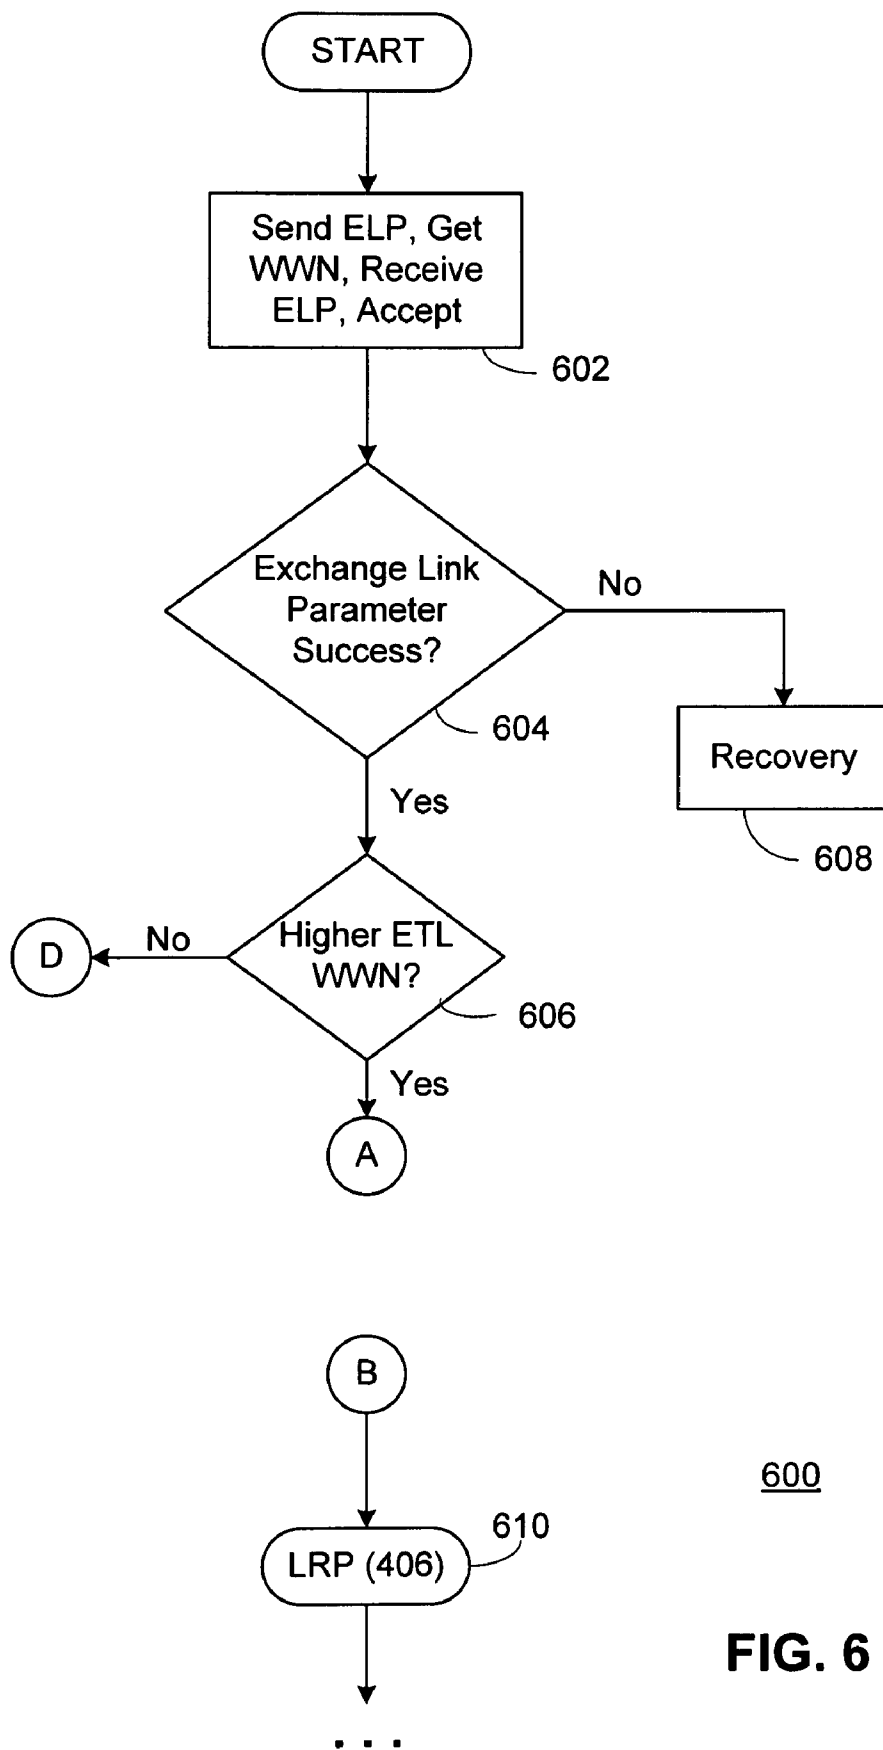 START
Send ELP, Get
WWN, Receive
ELP, Accept
602
Exchange Link
Parameter
Success?
No
604
Recovery
608
Yes
Higher ETL
WWN?
No
D
606
Yes
A
B
600
610
LRP (406)
FIG. 6
. . .